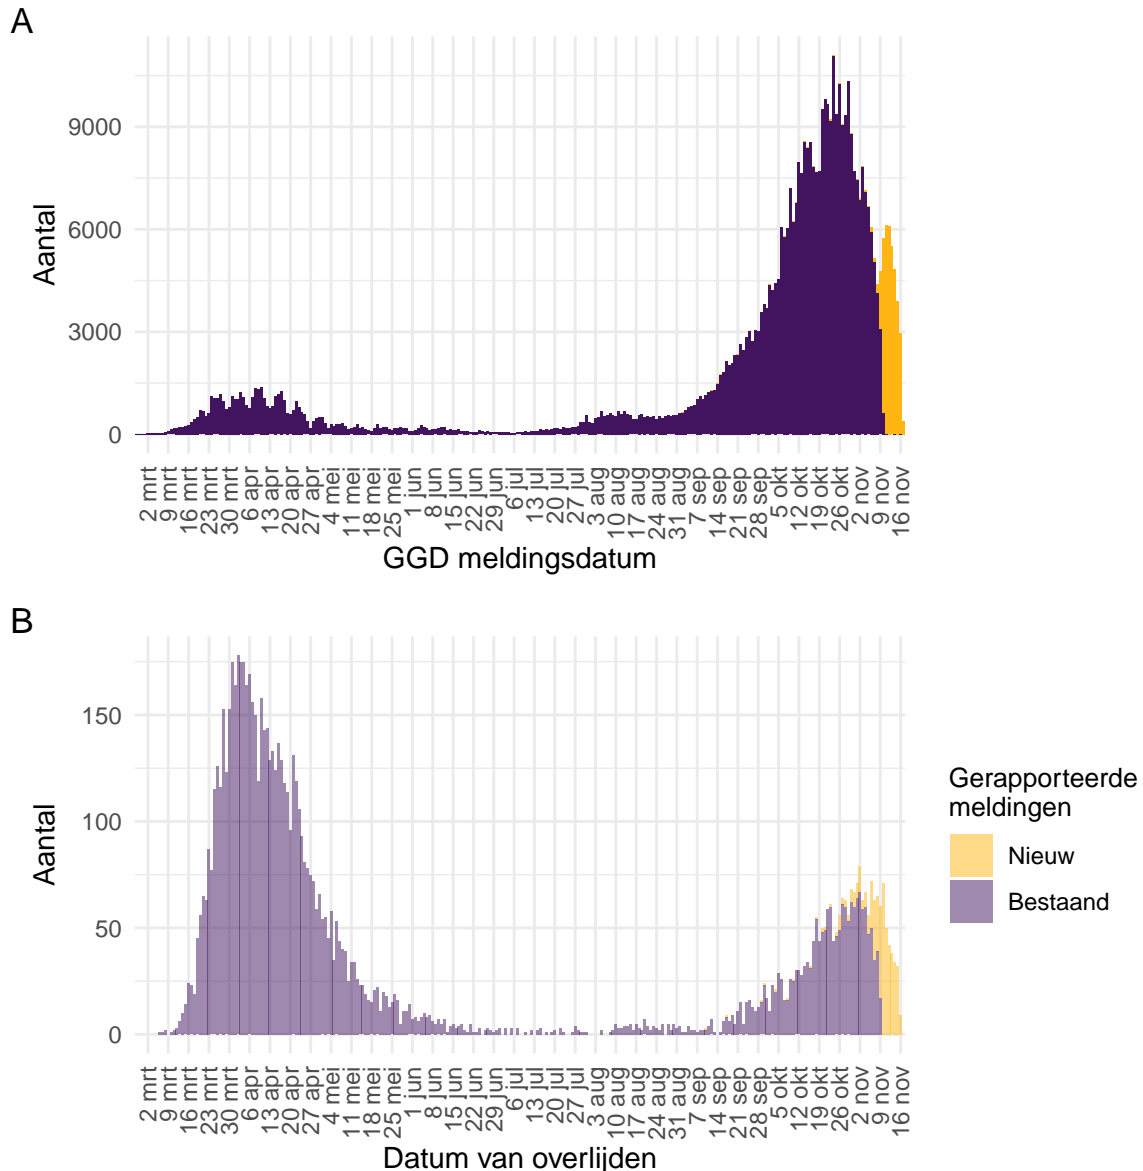 A
Aantal
9000
6000
3000
0
2 mrt
9 mrt
16 mrt
23 mrt
30 mrt
6 apr
13 apr
20 apr
27 apr
4 mei
11 mei
18 mei
25 mei
1 jun
8 jun
15 jun
22 jun
29 jun
6 jul
13 jul
20 jul
27 jul
3 aug
10 aug
17 aug
24 aug
31 aug
7 sep
14 sep
21 sep
28 sep
5 okt
12 okt
19 okt
26 okt
2 nov
9 nov
16 nov
GGD meldingsdatum
B
Aantal
150
100
50
0
2 mrt
9 mrt
16 mrt
23 mrt
30 mrt
6 apr
13 apr
20 apr
27 apr
4 mei
11 mei
18 mei
25 mei
1 jun
8 jun
15 jun
22 jun
29 jun
6 jul
13 jul
20 jul
27 jul
3 aug
10 aug
17 aug
24 aug
31 aug
7 sep
14 sep
21 sep
28 sep
5 okt
12 okt
19 okt
26 okt
2 nov
9 nov
16 nov
Datum van overlijden
Gerapporteerde
meldingen
Nieuw
Bestaand